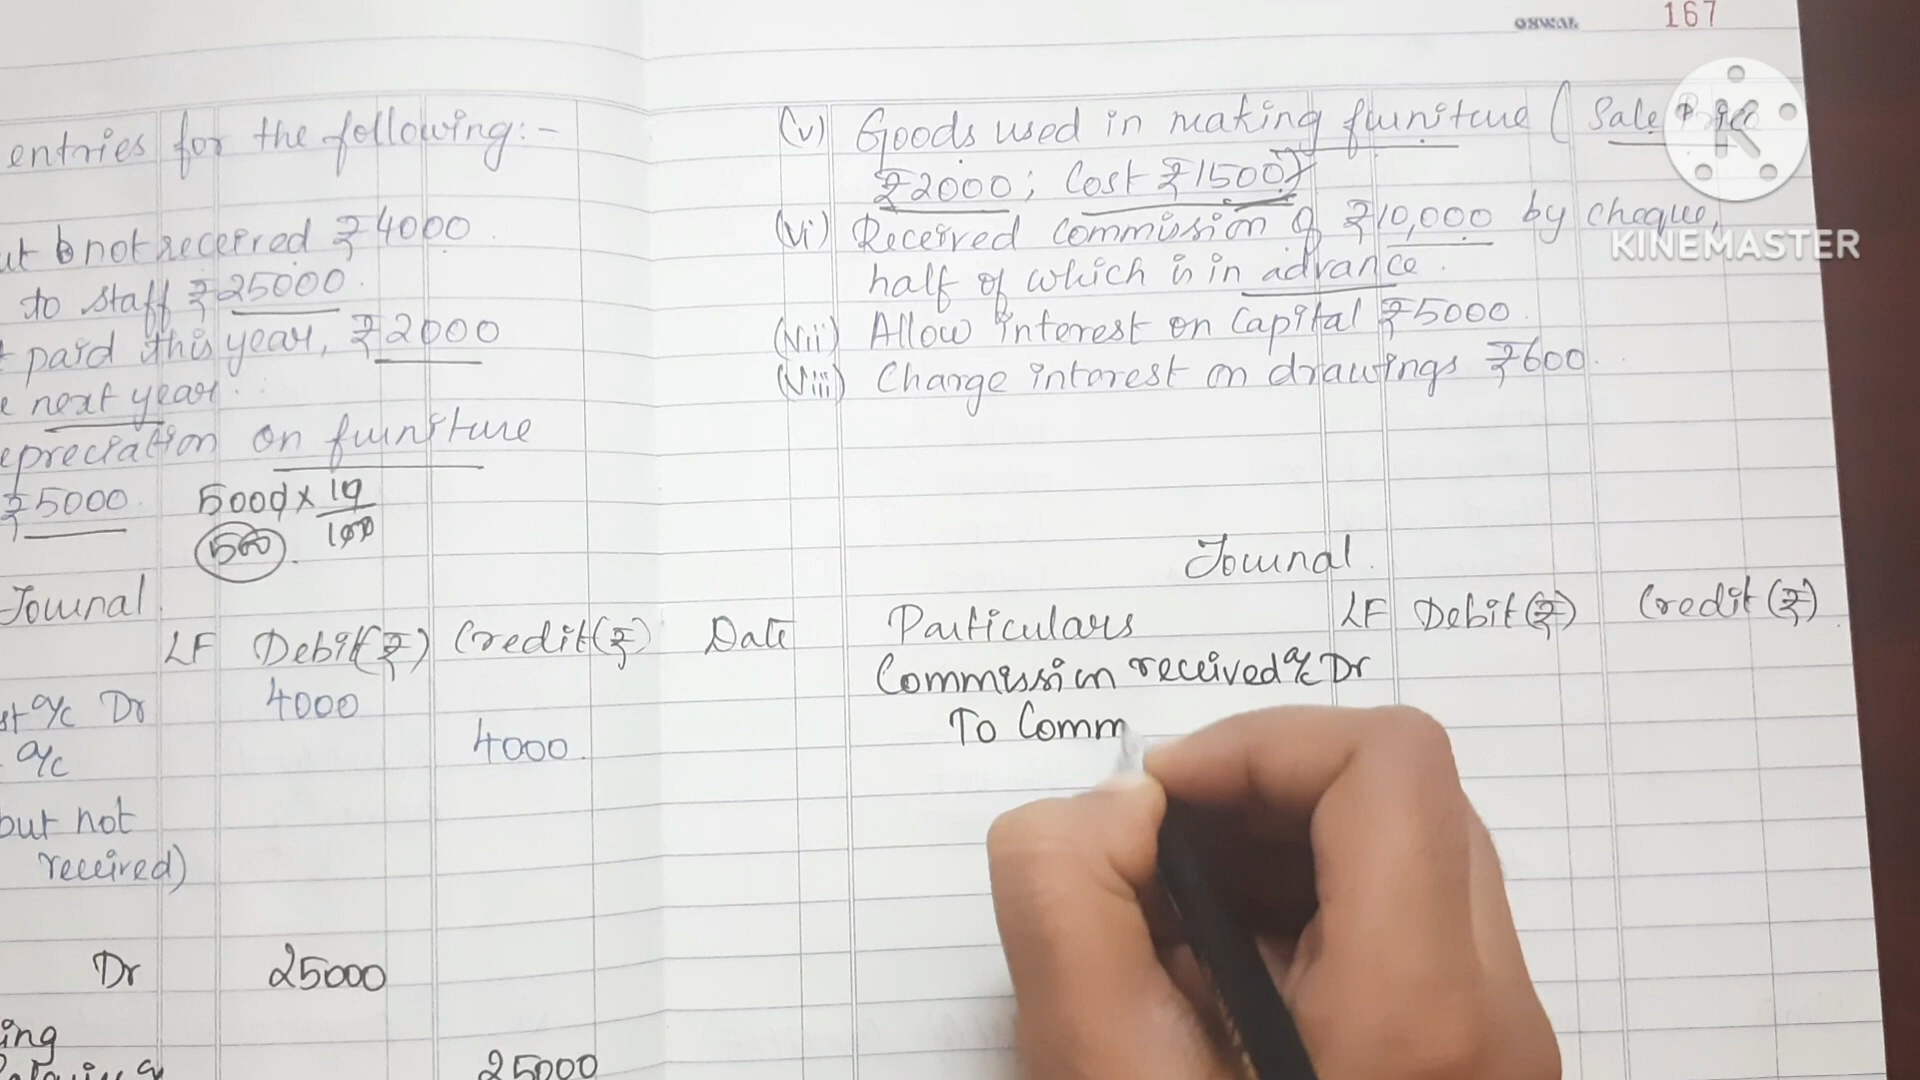 OSWAL 167
entries for the following:-
ut not received ₹4000.
to staff ₹25000.
paid this year, ₹2000
e next year.
epreciation on furniture
₹5000. 5000 x 10
100
500.
Journal
LF Debit(₹) Credit(₹)
st a/c Dr 4000
a/c 4000.
but not
received)
Dr 25000
ing
25000
(v) Goods used in making furniture ( Sale Price
₹2000; Cost ₹1500)
(vi) Received commission of ₹10,000 by cheque,
KINEMASTER
half of which is in advance.
(vii) Allow interest on Capital ₹5000.
(viii) Charge interest on drawings ₹600.
Journal.
Date Particulars LF Debit(₹) Credit(₹)
Commission received a/c Dr
To Comm